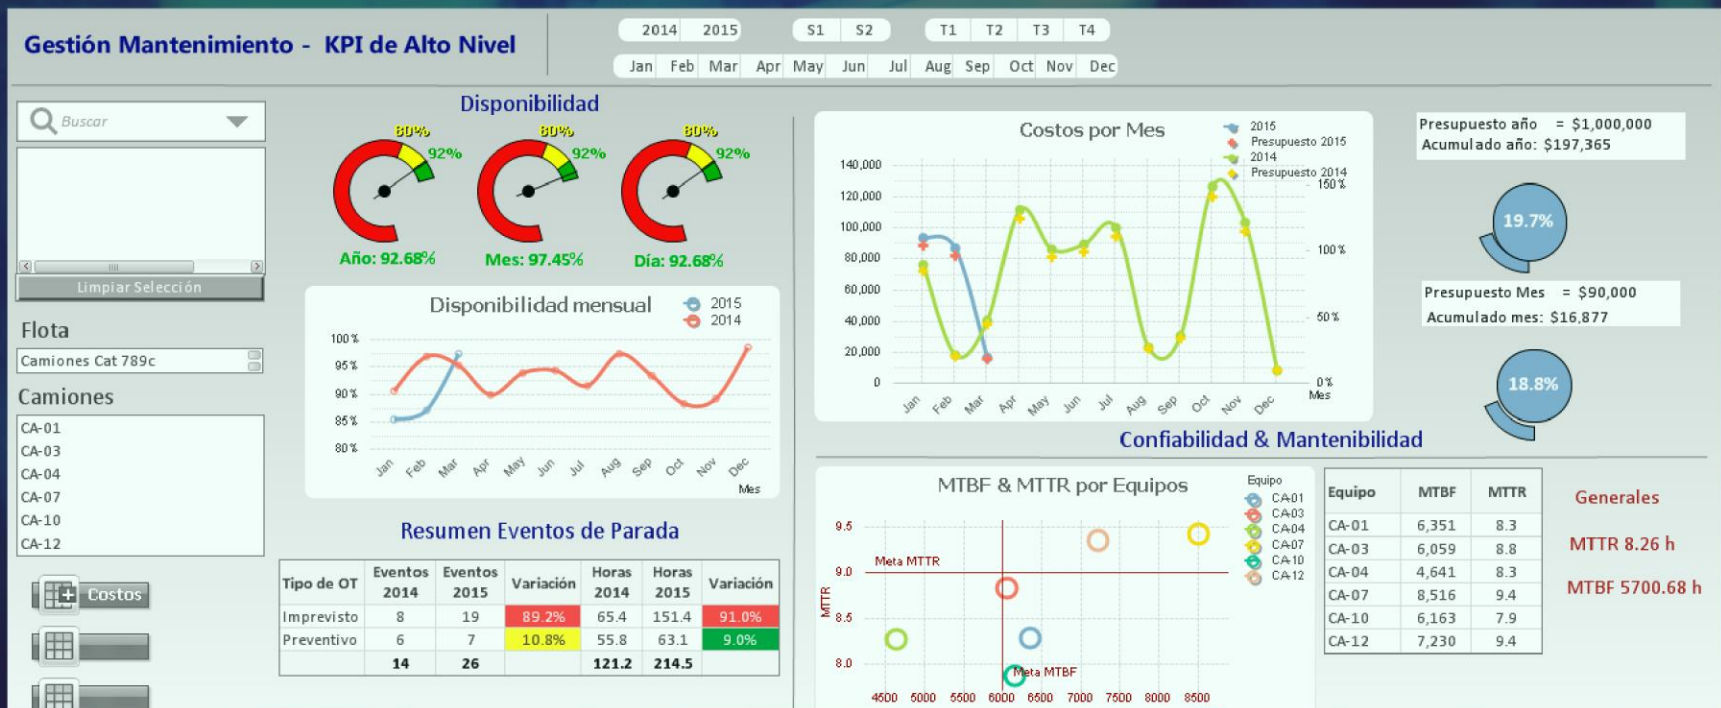 Gestión Mantenimiento - KPI de Alto Nivel
2014 2015 S1 S2 T1 T2 T3 T4
Jan Feb Mar Apr May Jun Jul Aug Sep Oct Nov Dec
Buscar
Limpiar Selección
Flota
Camiones Cat 789c
Camiones
CA-01
CA-03
CA-04
CA-07
CA-10
CA-12
Costos
Disponibilidad
80% 80% 80%
92% 92% 92%
Año: 92.68% Mes: 97.45% Día: 92.68%
Disponibilidad mensual
2015
2014
100%
95%
90%
85%
80%
Jan Feb Mar Apr May Jun Jul Aug Sep Oct Nov Dec
Mes
Resumen Eventos de Parada
Tipo de OT Eventos 2014 Eventos 2015 Variación Horas 2014 Horas 2015 Variación
Imprevisto 8 19 89.2% 65.4 151.4 91.0%
Preventivo 6 7 10.8% 55.8 63.1 9.0%
14 26 121.2 214.5
Costos por Mes
2015
Presupuesto 2015
2014
Presupuesto 2014
140,000
120,000
100,000
80,000
60,000
40,000
20,000
0
150%
100%
50%
0%
Jan Feb Mar Apr May Jun Jul Aug Sep Oct Nov Dec
Mes
Presupuesto año = $1,000,000
Acumulado año: $197,365
19.7%
Presupuesto Mes = $90,000
Acumulado mes: $16,877
18.8%
Confiabilidad & Mantenibilidad
MTBF & MTTR por Equipos
Equipo
CA-01
CA-03
CA-04
CA-07
CA-10
CA-12
MTTR
9.5
9.0
8.5
8.0
Meta MTTR
Meta MTBF
4500 5000 5500 6000 6500 7000 7500 8000 8500
Equipo MTBF MTTR
CA-01 6,351 8.3
CA-03 6,059 8.8
CA-04 4,641 8.3
CA-07 8,516 9.4
CA-10 6,163 7.9
CA-12 7,230 9.4
Generales
MTTR 8.26 h
MTBF 5700.68 h